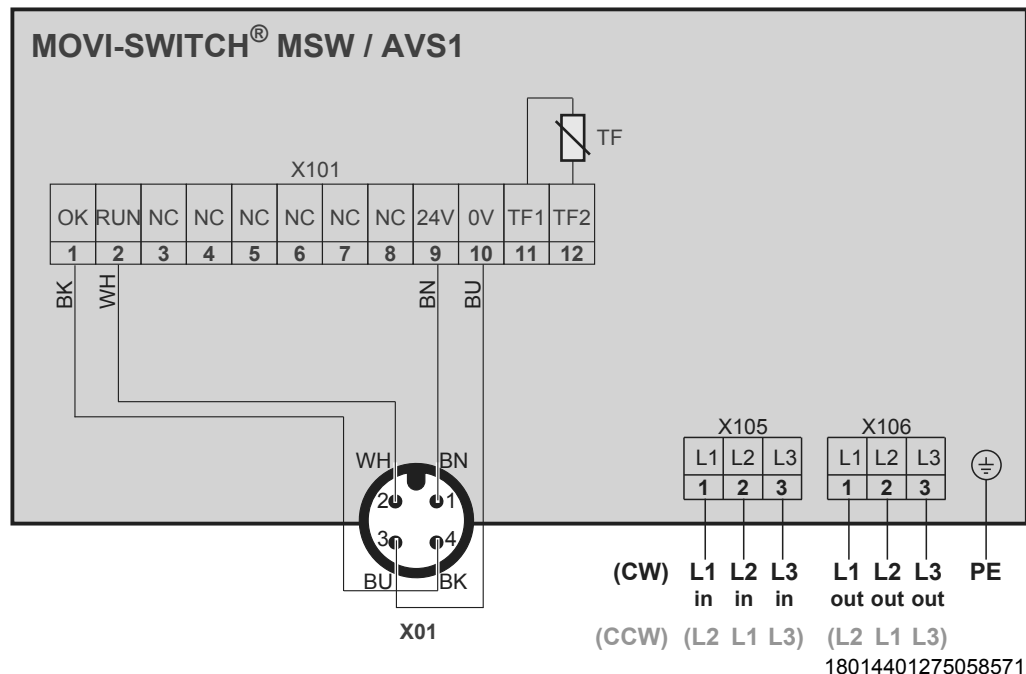 MOVI-SWITCH® MSW / AVS1
TF
X101
OK RUN NC NC NC NC NC NC 24V 0V TF1 TF2
1 2 3 4 5 6 7 8 9 10 11 12
BK WH BN BU
X105 X106
L1 L2 L3 L1 L2 L3
1 2 3 1 2 3
WH BN
2 1
3 4
BU BK
X01
(CW) L1 L2 L3 L1 L2 L3 PE
in in in out out out
(CCW) (L2 L1 L3) (L2 L1 L3)
18014401275058571